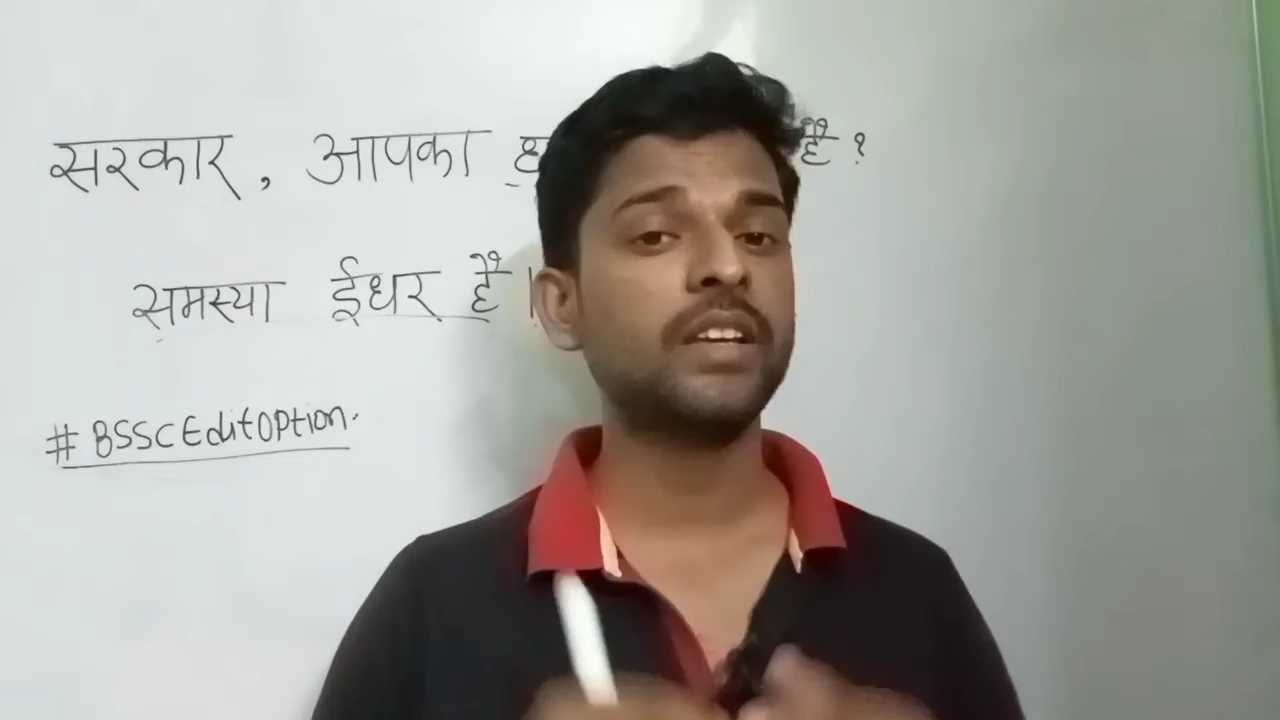 सरकार, आपका है ?
समस्या ईधर है ।
#BSSCEditOption.